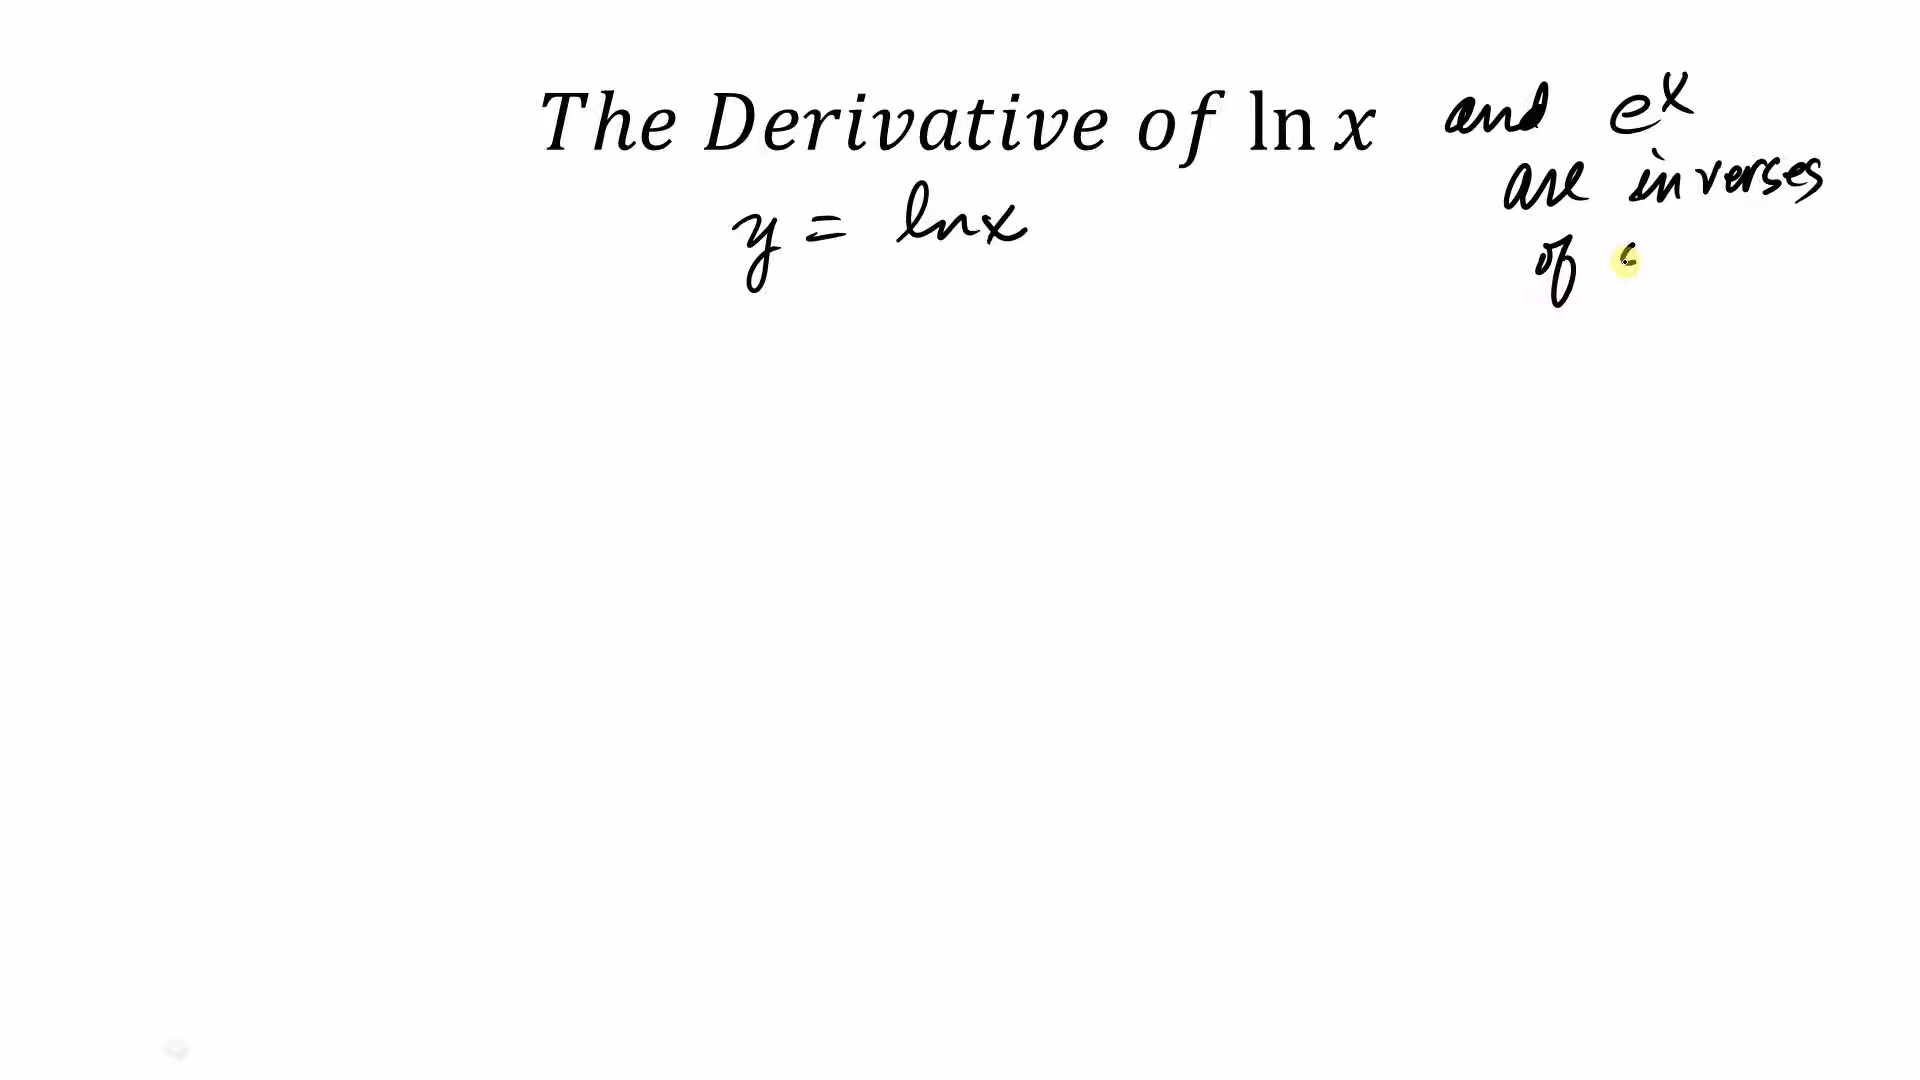 The Derivative of ln x and e^x
are inverses
y = ln x
of